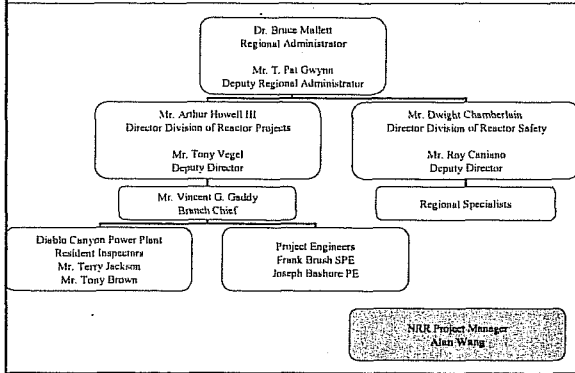 Dr. Bruce Mallett
Regional Administrator
Mr. T. Pat Gwynn
Deputy Regional Administrator
Mr. Arthur Howell III
Director Division of Reactor Projects
Mr. Tony Vegel
Deputy Director
Mr. Dwight Chamberlain
Director Division of Reactor Safety
Mr. Roy Caniano
Deputy Director
Mr. Vincent G. Gaddy
Branch Chief
Regional Specialists
Diablo Canyon Power Plant
Resident Inspectors
Mr. Terry Jackson
Mr. Tony Brown
Project Engineers
Frank Brush SPE
Joseph Bashore PE
NRR Project Manager
Alan Wang